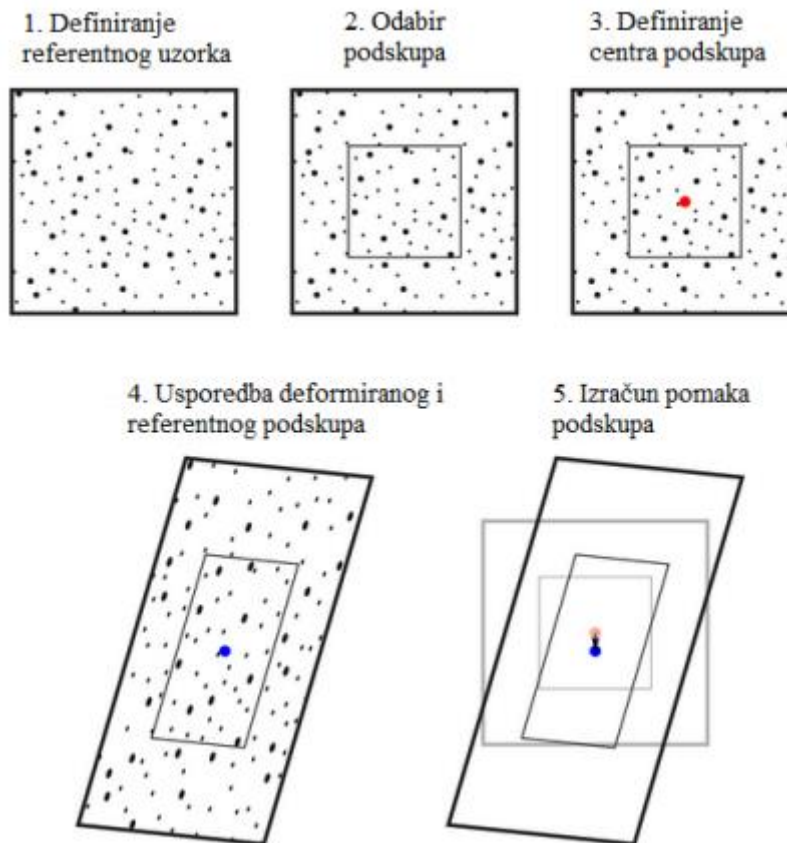 1. Definiranje
referentnog uzorka
2. Odabir
podskupa
3. Definiranje
centra podskupa
4. Usporedba deformiranog i
referentnog podskupa
5. Izračun pomaka
podskupa